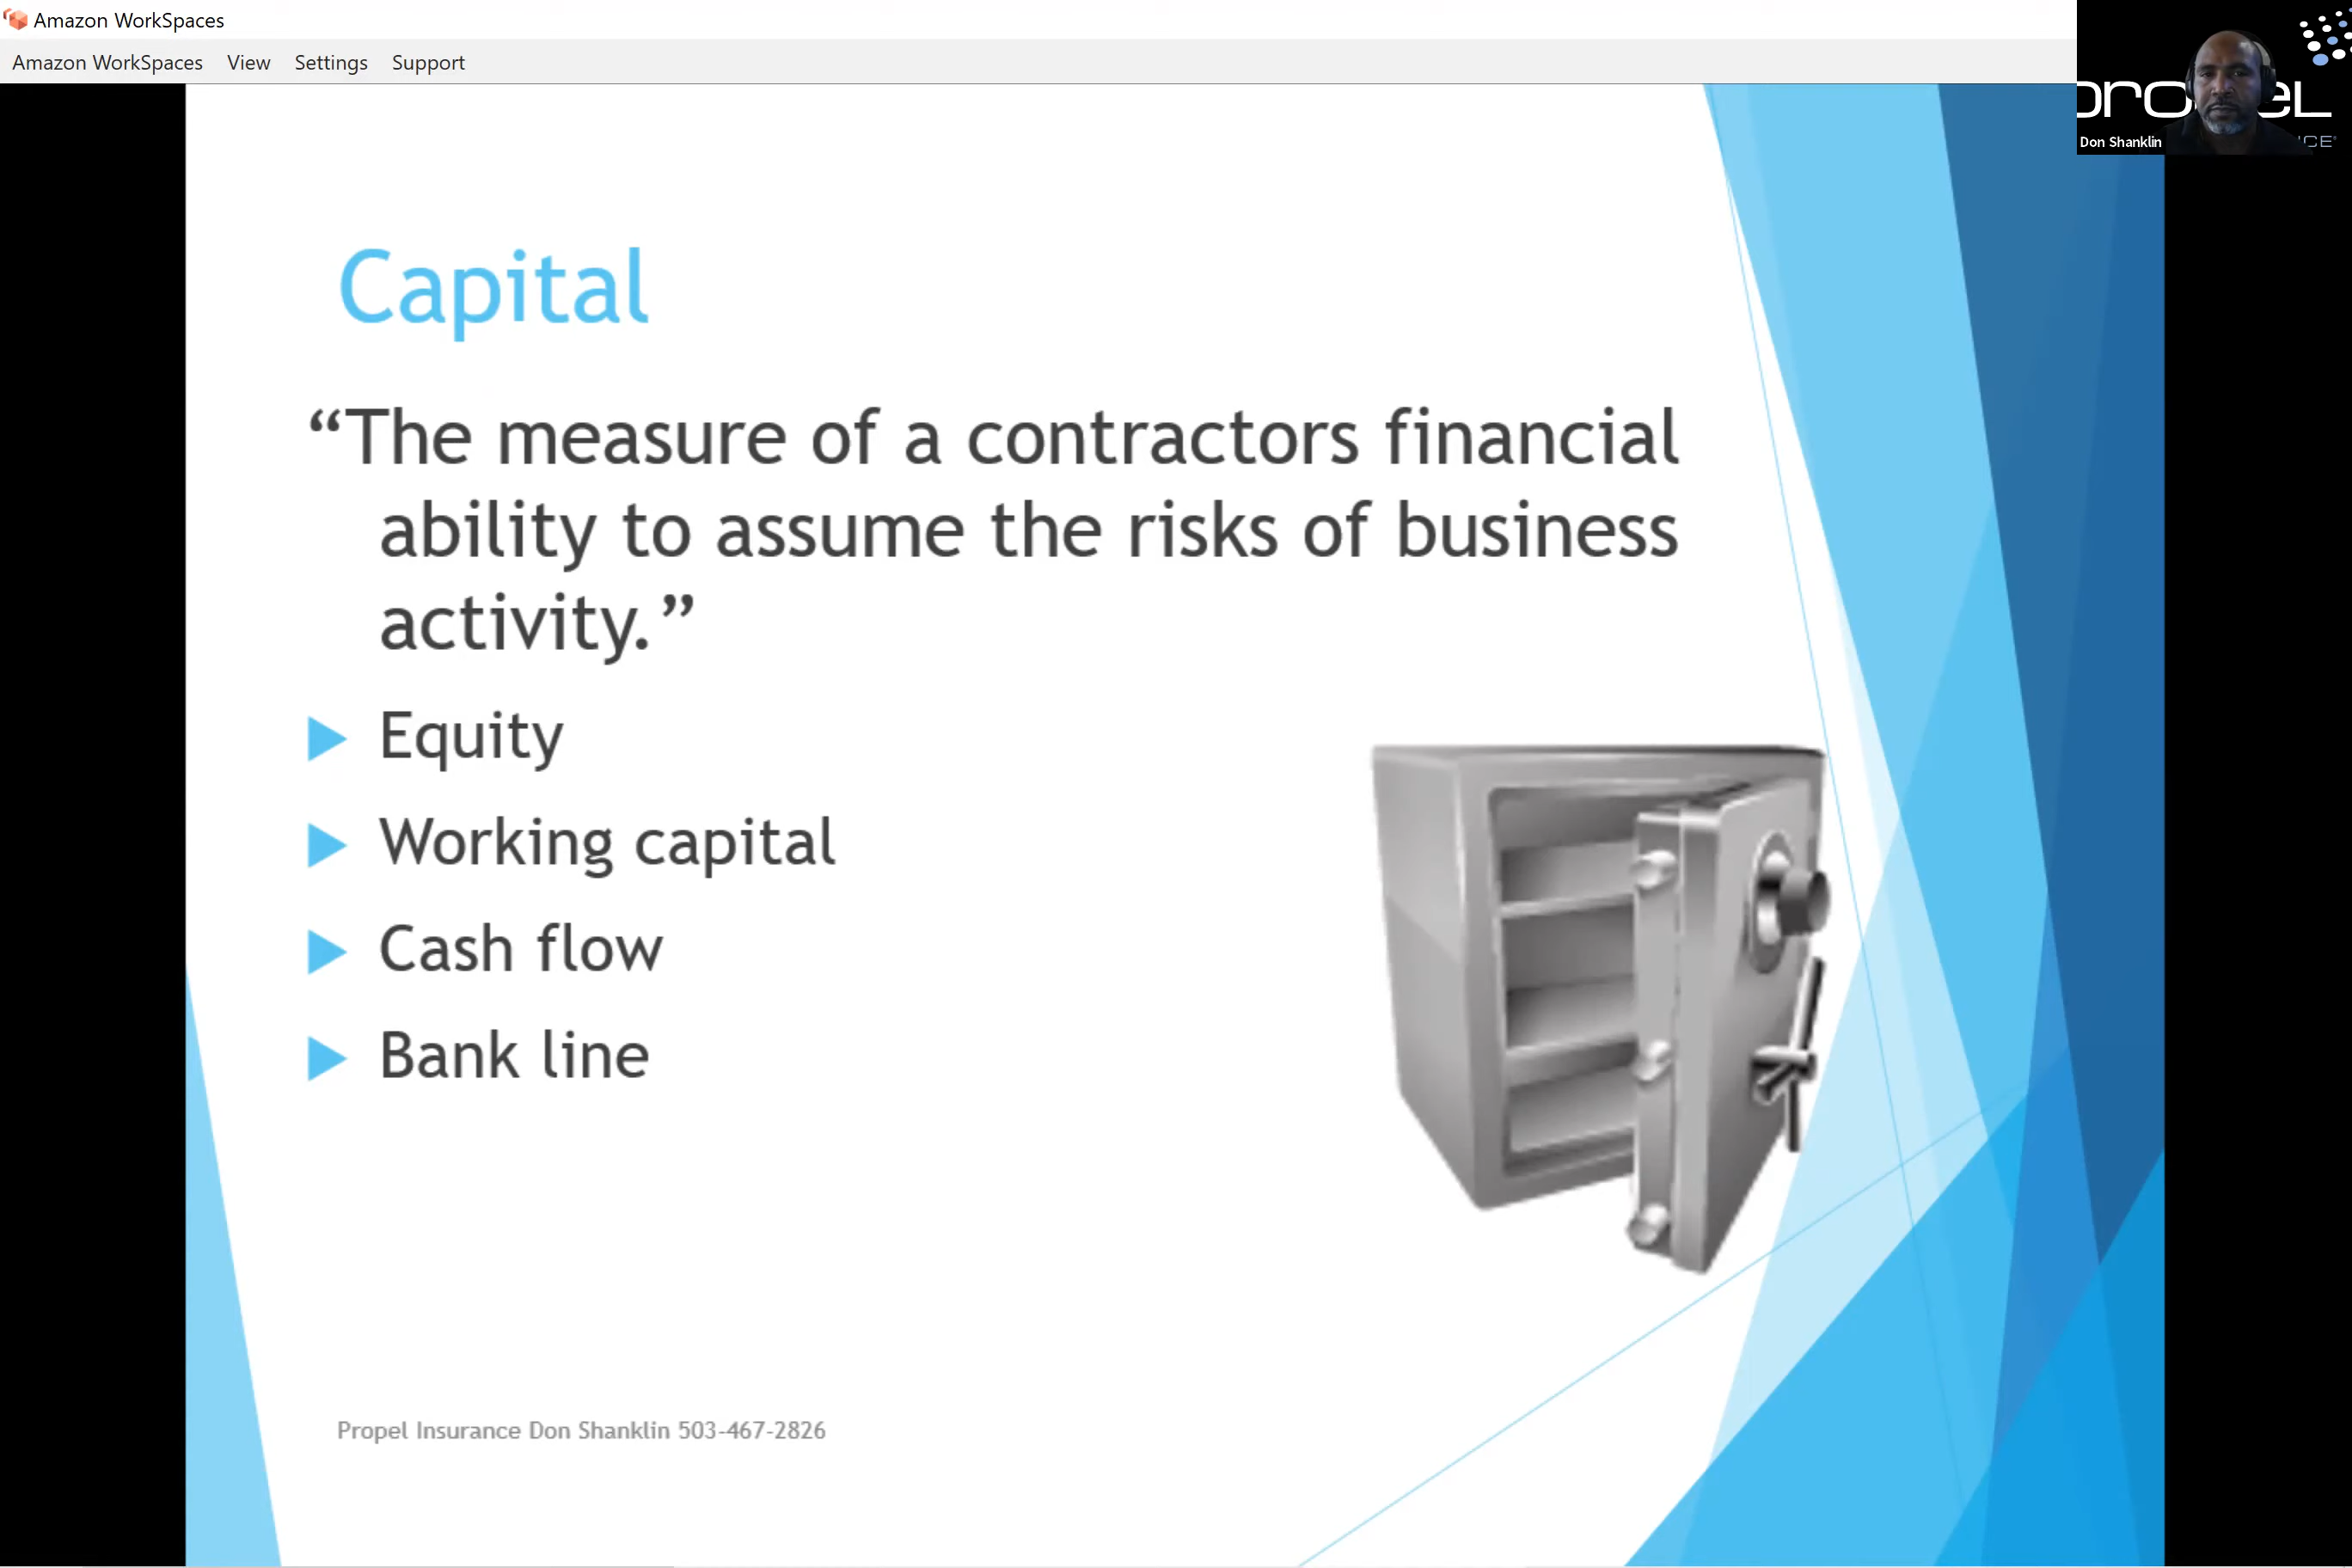 Amazon WorkSpaces
Amazon WorkSpaces View Settings Support
Don Shanklin
Capital
“The measure of a contractors financial
ability to assume the risks of business
activity.”
Equity
Working capital
Cash flow
Bank line
Propel Insurance Don Shanklin 503-467-2826